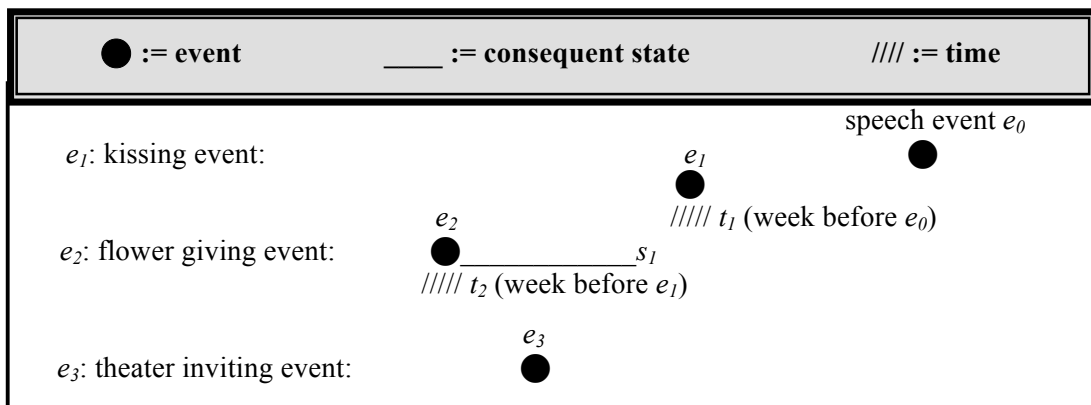 := event ____ := consequent state //// := time
speech event e0
e1: kissing event: e1
///// t1 (week before e0)
e2
e2: flower giving event: ______________s1
///// t2 (week before e1)
e3
e3: theater inviting event: